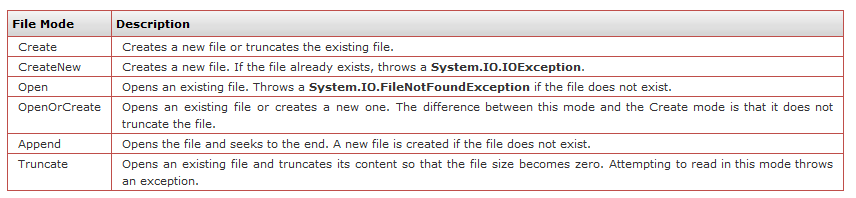 File Mode Description
Create Creates a new file or truncates the existing file.
CreateNew Creates a new file. If the file already exists, throws a System.IO.IOException.
Open Opens an existing file. Throws a System.IO.FileNotFoundException if the file does not exist.
OpenOrCreate Opens an existing file or creates a new one. The difference between this mode and the Create mode is that it does not
truncate the file.
Append Opens the file and seeks to the end. A new file is created if the file does not exist.
Truncate Opens an existing file and truncates its content so that the file size becomes zero. Attempting to read in this mode throws
an exception.